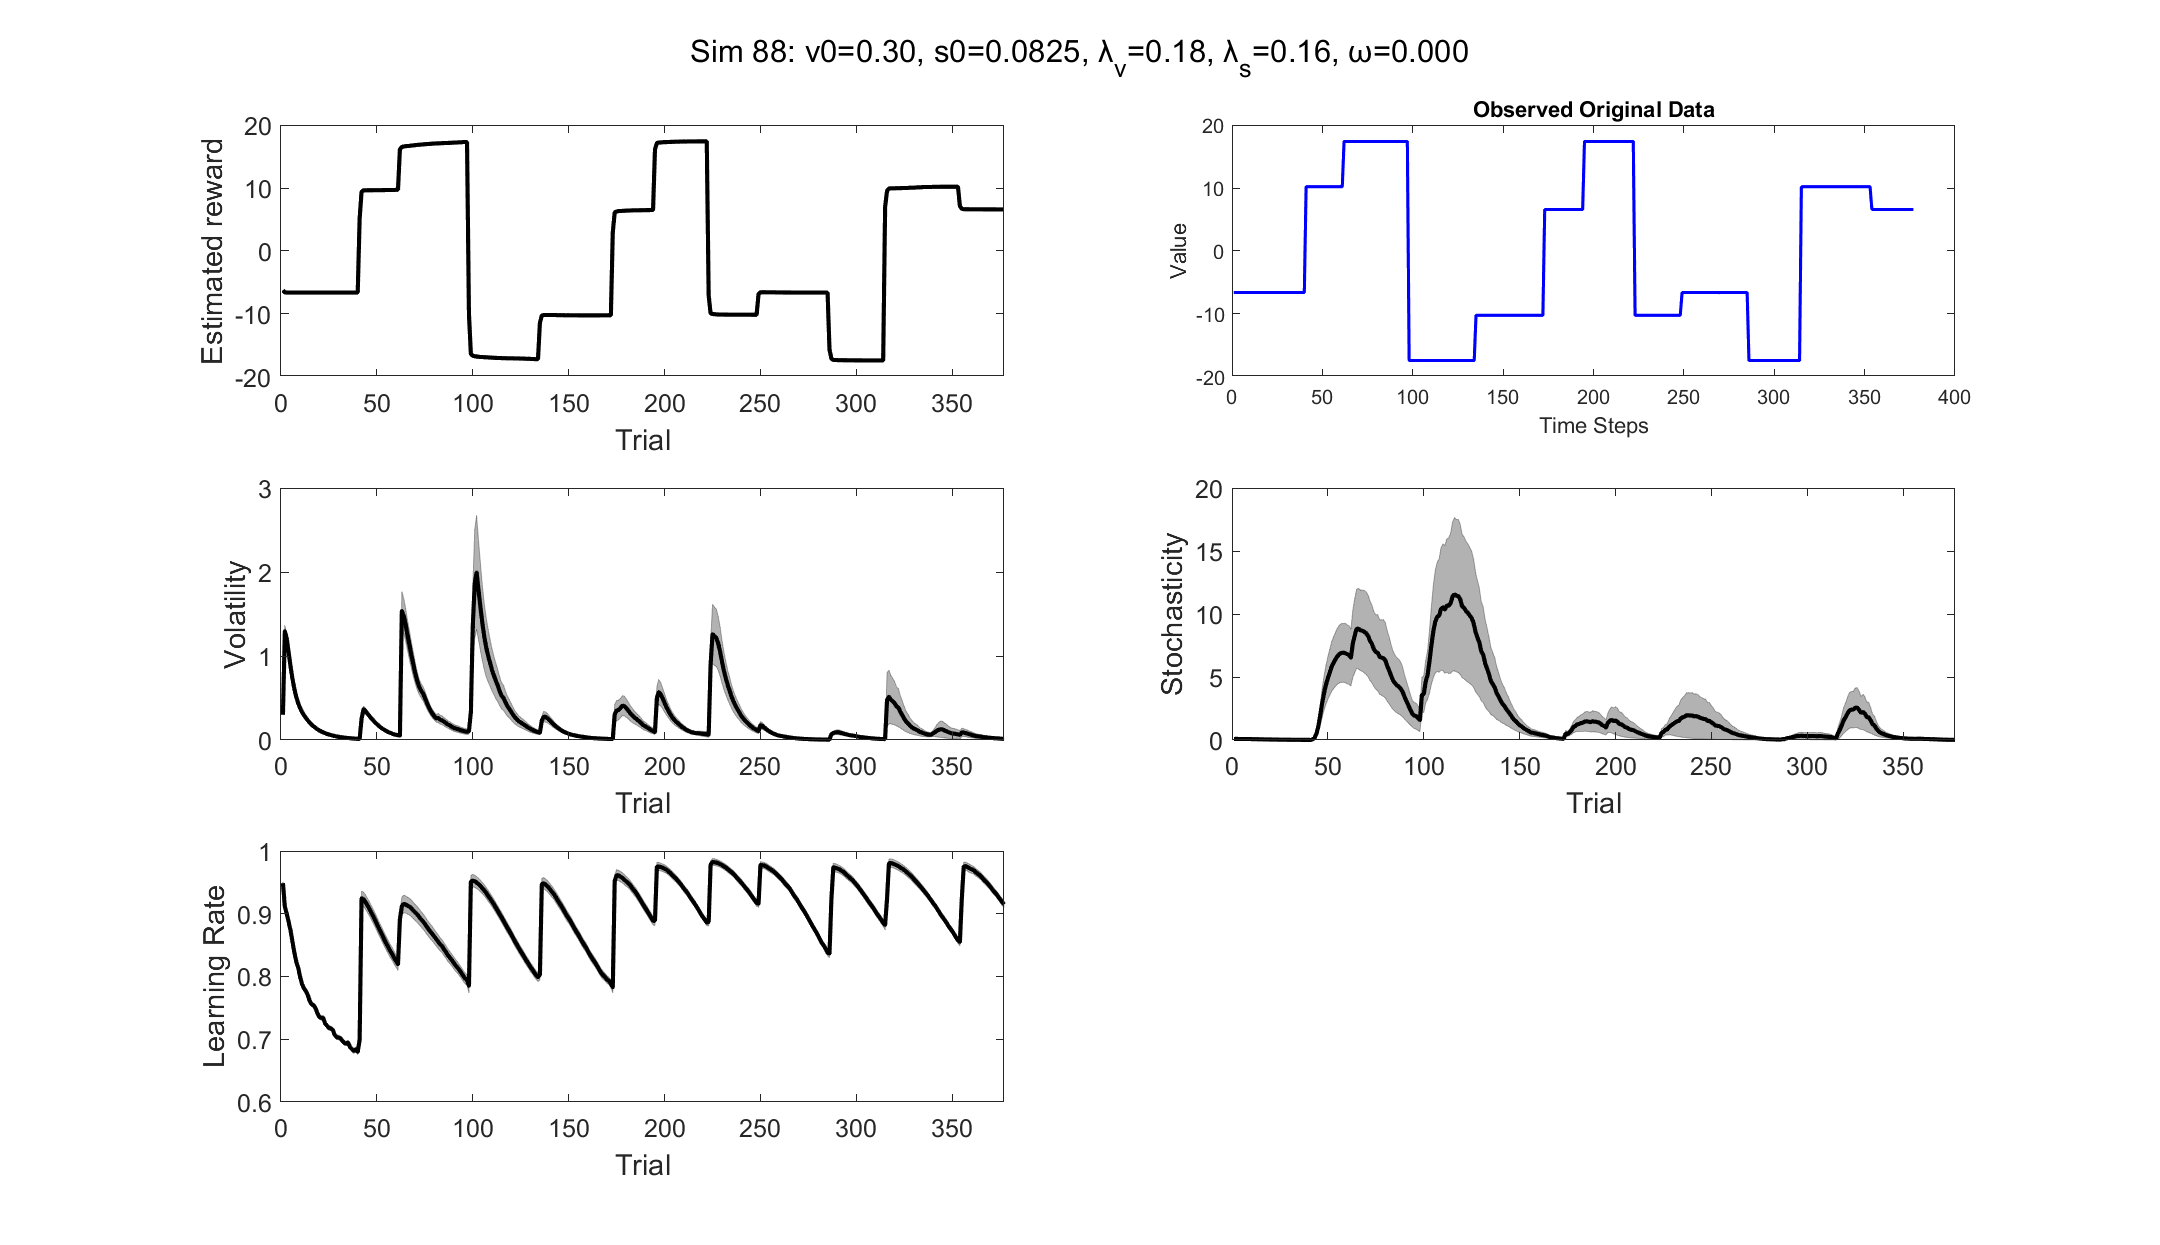 Sim 88: v0=0.30, s0=0.0825, λv=0.18, λs=0.16, ω=0.000
20
10
0
-10
-20
Estimated reward
0 50 100 150 200 250 300 350
Trial
Observed Original Data
20
10
0
-10
-20
Value
0 50 100 150 200 250 300 350 400
Time Steps
3
2
1
0
Volatility
0 50 100 150 200 250 300 350
Trial
20
15
10
5
0
Stochasticity
0 50 100 150 200 250 300 350
Trial
1
0.9
0.8
0.7
0.6
Learning Rate
0 50 100 150 200 250 300 350
Trial